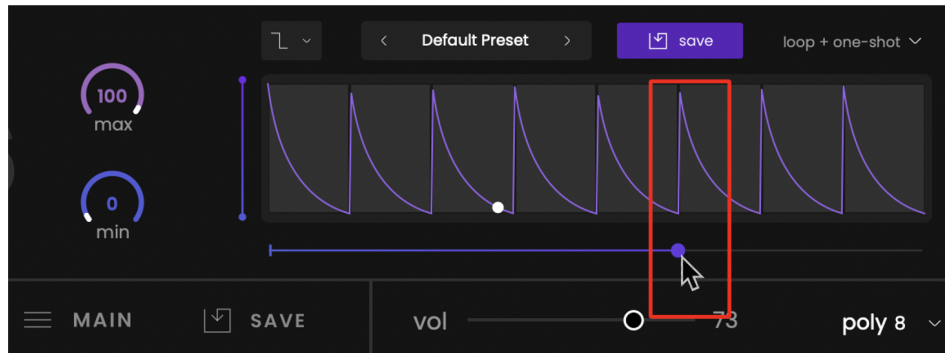 Default Preset
save
loop + one-shot
100
max
0
min
MAIN
SAVE
vol
73
poly 8